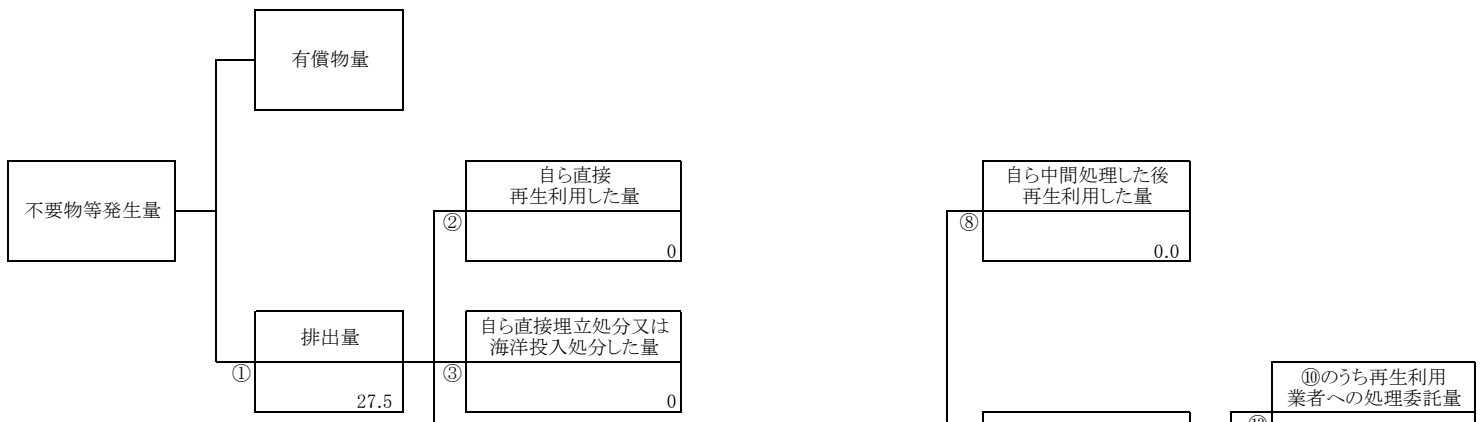 有償物量
不要物等発生量
自ら直接
再生利用した量
②
0
自ら中間処理した後
再生利用した量
⑧
0.0
排出量
①
27.5
自ら直接埋立処分又は
海洋投入処分した量
③
0
⑩のうち再生利用
業者への処理委託量